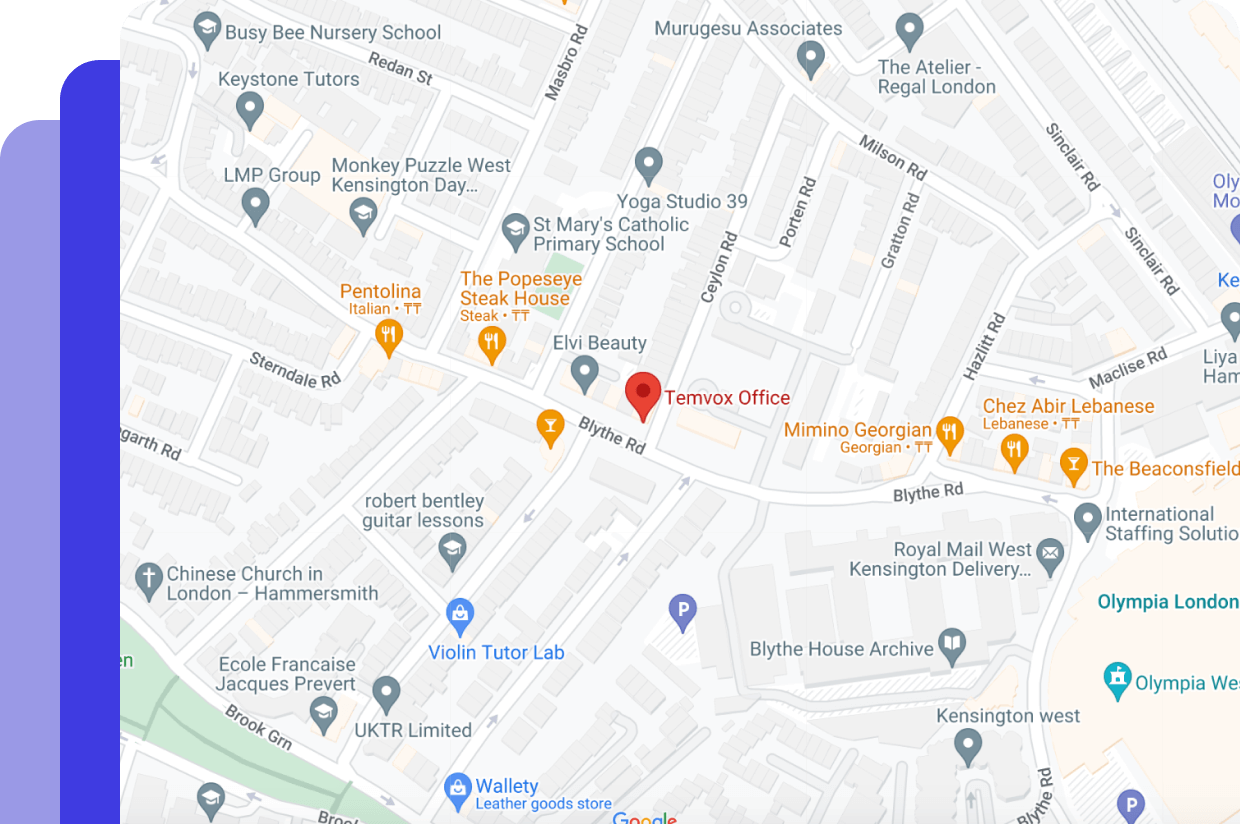 Busy Bee Nursery School
Murugesu Associates
Redan St
Masbro Rd
Keystone Tutors
The Atelier -
Regal London
Sinclair Rd
Milson Rd
Monkey Puzzle West
Kensington Day...
LMP Group
Yoga Studio 39
Porten Rd
Gratton Rd
Oly
Mo
St Mary's Catholic
Primary School
Sinclair Rd
Ceylon Rd
Ke
Pentolina
Italian • ₸₸
The Popeseye
Steak House
Steak • ₸₸
Elvi Beauty
Hazlitt Rd
Liya
Ham
Maclise Rd
Sterndale Rd
Temvox Office
Chez Abir Lebanese
Lebanese • ₸₸
Mimino Georgian
Georgian • ₸₸
Blythe Rd
garth Rd
The Beaconsfield
Blythe Rd
robert bentley
guitar lessons
International
Staffing Solutio
Royal Mail West
Kensington Delivery...
Chinese Church in
London – Hammersmith
Olympia London
P
Violin Tutor Lab
Blythe House Archive
en
Ecole Francaise
Jacques Prevert
Olympia Wes
Brook Grn
UKTR Limited
Kensington west
Wallety
Leather goods store
Blythe Rd
P
Brook
Google